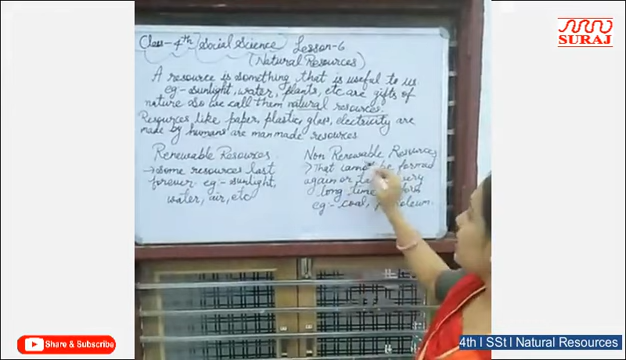 Class-4th (Social Science) Lesson-6
(Natural Resources)
A resource is something that is useful to us
eg- sunlight, water, plants, etc are gifts of
nature so we call them natural resources.
Resources like paper, plastic, glass, electricity are
made by humans are man made resources
Renewable Resources
→ some resources last
forever eg- sunlight,
water, air, etc
Non Renewable Resources
→ That cannot be formed
again or very
long time
eg- coal, petroleum.
SURAJ
Share & Subscribe
4th I SSt I Natural Resources